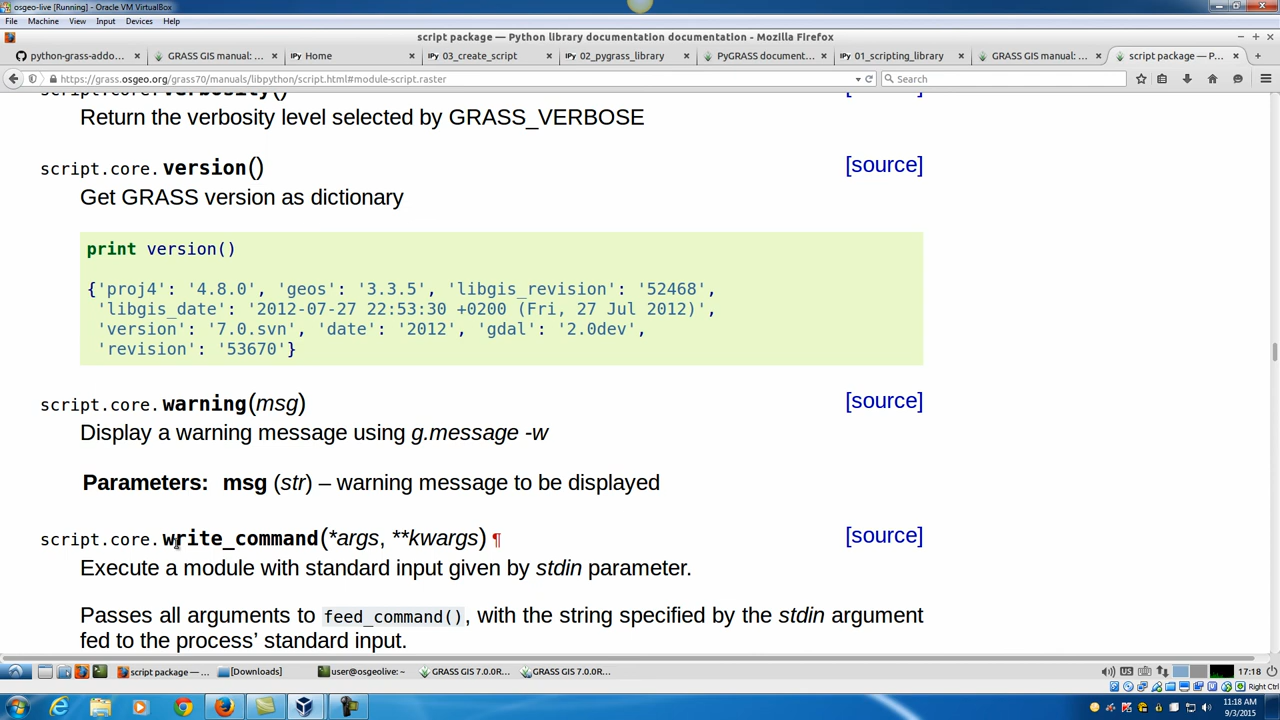 osgeo-live [Running] - Oracle VM VirtualBox
File Machine View Input Devices Help
script package — Python library documentation documentation - Mozilla Firefox
python-grass-addo... × GRASS GIS manual: ... × Home × 03_create_script × 02_pygrass_library × PyGRASS document... × 01_scripting_library × GRASS GIS manual: ... × script package — P... ×
https://grass.osgeo.org/grass70/manuals/libpython/script.html#module-script.raster Search
script.core.verbosity() [source]
Return the verbosity level selected by GRASS_VERBOSE
script.core.version() [source]
Get GRASS version as dictionary
print version()
{'proj4': '4.8.0', 'geos': '3.3.5', 'libgis_revision': '52468',
'libgis_date': '2012-07-27 22:53:30 +0200 (Fri, 27 Jul 2012)',
'version': '7.0.svn', 'date': '2012', 'gdal': '2.0dev',
'revision': '53670'}
script.core.warning(msg) [source]
Display a warning message using g.message -w
Parameters: msg (str) – warning message to be displayed
script.core.write_command(*args, **kwargs) ¶ [source]
Execute a module with standard input given by stdin parameter.
Passes all arguments to feed_command(), with the string specified by the stdin argument
fed to the process' standard input.
script package —... [Downloads] user@osgeolive: ~ GRASS GIS 7.0.0R... GRASS GIS 7.0.0R... US 17:18
Right Ctrl
11:18 AM
9/3/2015